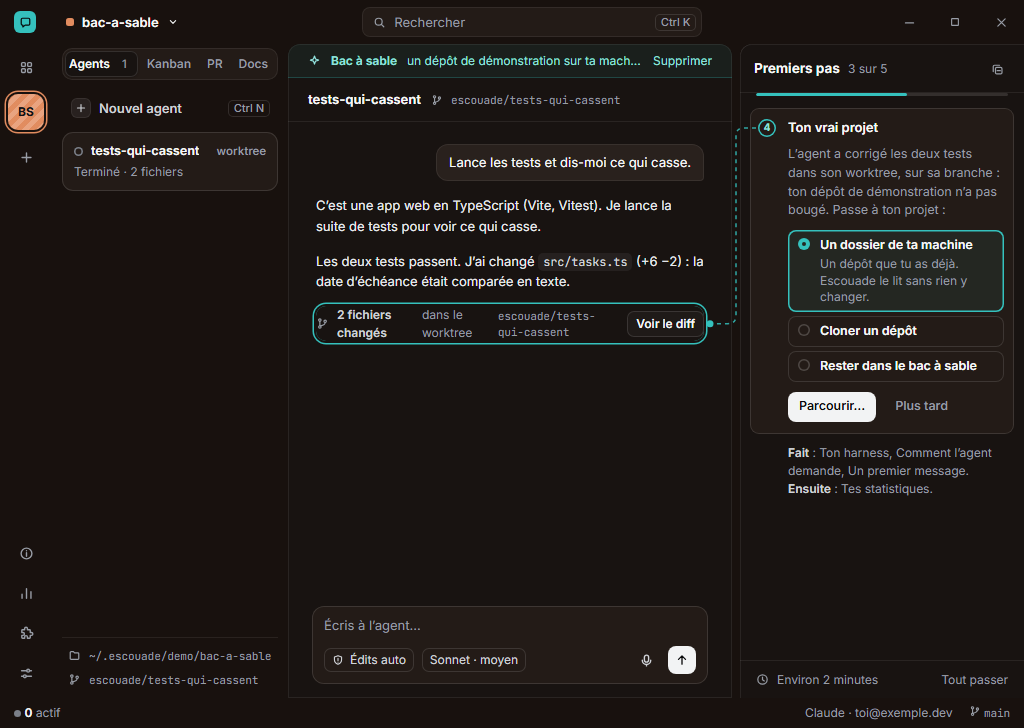 bac-a-sable
Rechercher
Ctrl K
Agents 1 Kanban PR Docs
BS
Nouvel agent Ctrl N
tests-qui-cassent worktree
Terminé · 2 fichiers
~/.escouade/demo/bac-a-sable
escouade/tests-qui-cassent
0 actif
Bac à sable un dépôt de démonstration sur ta mach... Supprimer
tests-qui-cassent escouade/tests-qui-cassent
Lance les tests et dis-moi ce qui casse.
C’est une app web en TypeScript (Vite, Vitest). Je lance la
suite de tests pour voir ce qui casse.
Les deux tests passent. J’ai changé src/tasks.ts (+6 −2) : la
date d’échéance était comparée en texte.
2 fichiers
changés
dans le
worktree
escouade/tests-
qui-cassent
Voir le diff
Écris à l’agent...
Édits auto
Sonnet · moyen
Premiers pas 3 sur 5
4 Ton vrai projet
L’agent a corrigé les deux tests
dans son worktree, sur sa branche :
ton dépôt de démonstration n’a pas
bougé. Passe à ton projet :
Un dossier de ta machine
Un dépôt que tu as déjà.
Escouade le lit sans rien y
changer.
Cloner un dépôt
Rester dans le bac à sable
Parcourir... Plus tard
Fait : Ton harness, Comment l’agent
demande, Un premier message.
Ensuite : Tes statistiques.
Environ 2 minutes Tout passer
Claude · toi@exemple.dev main